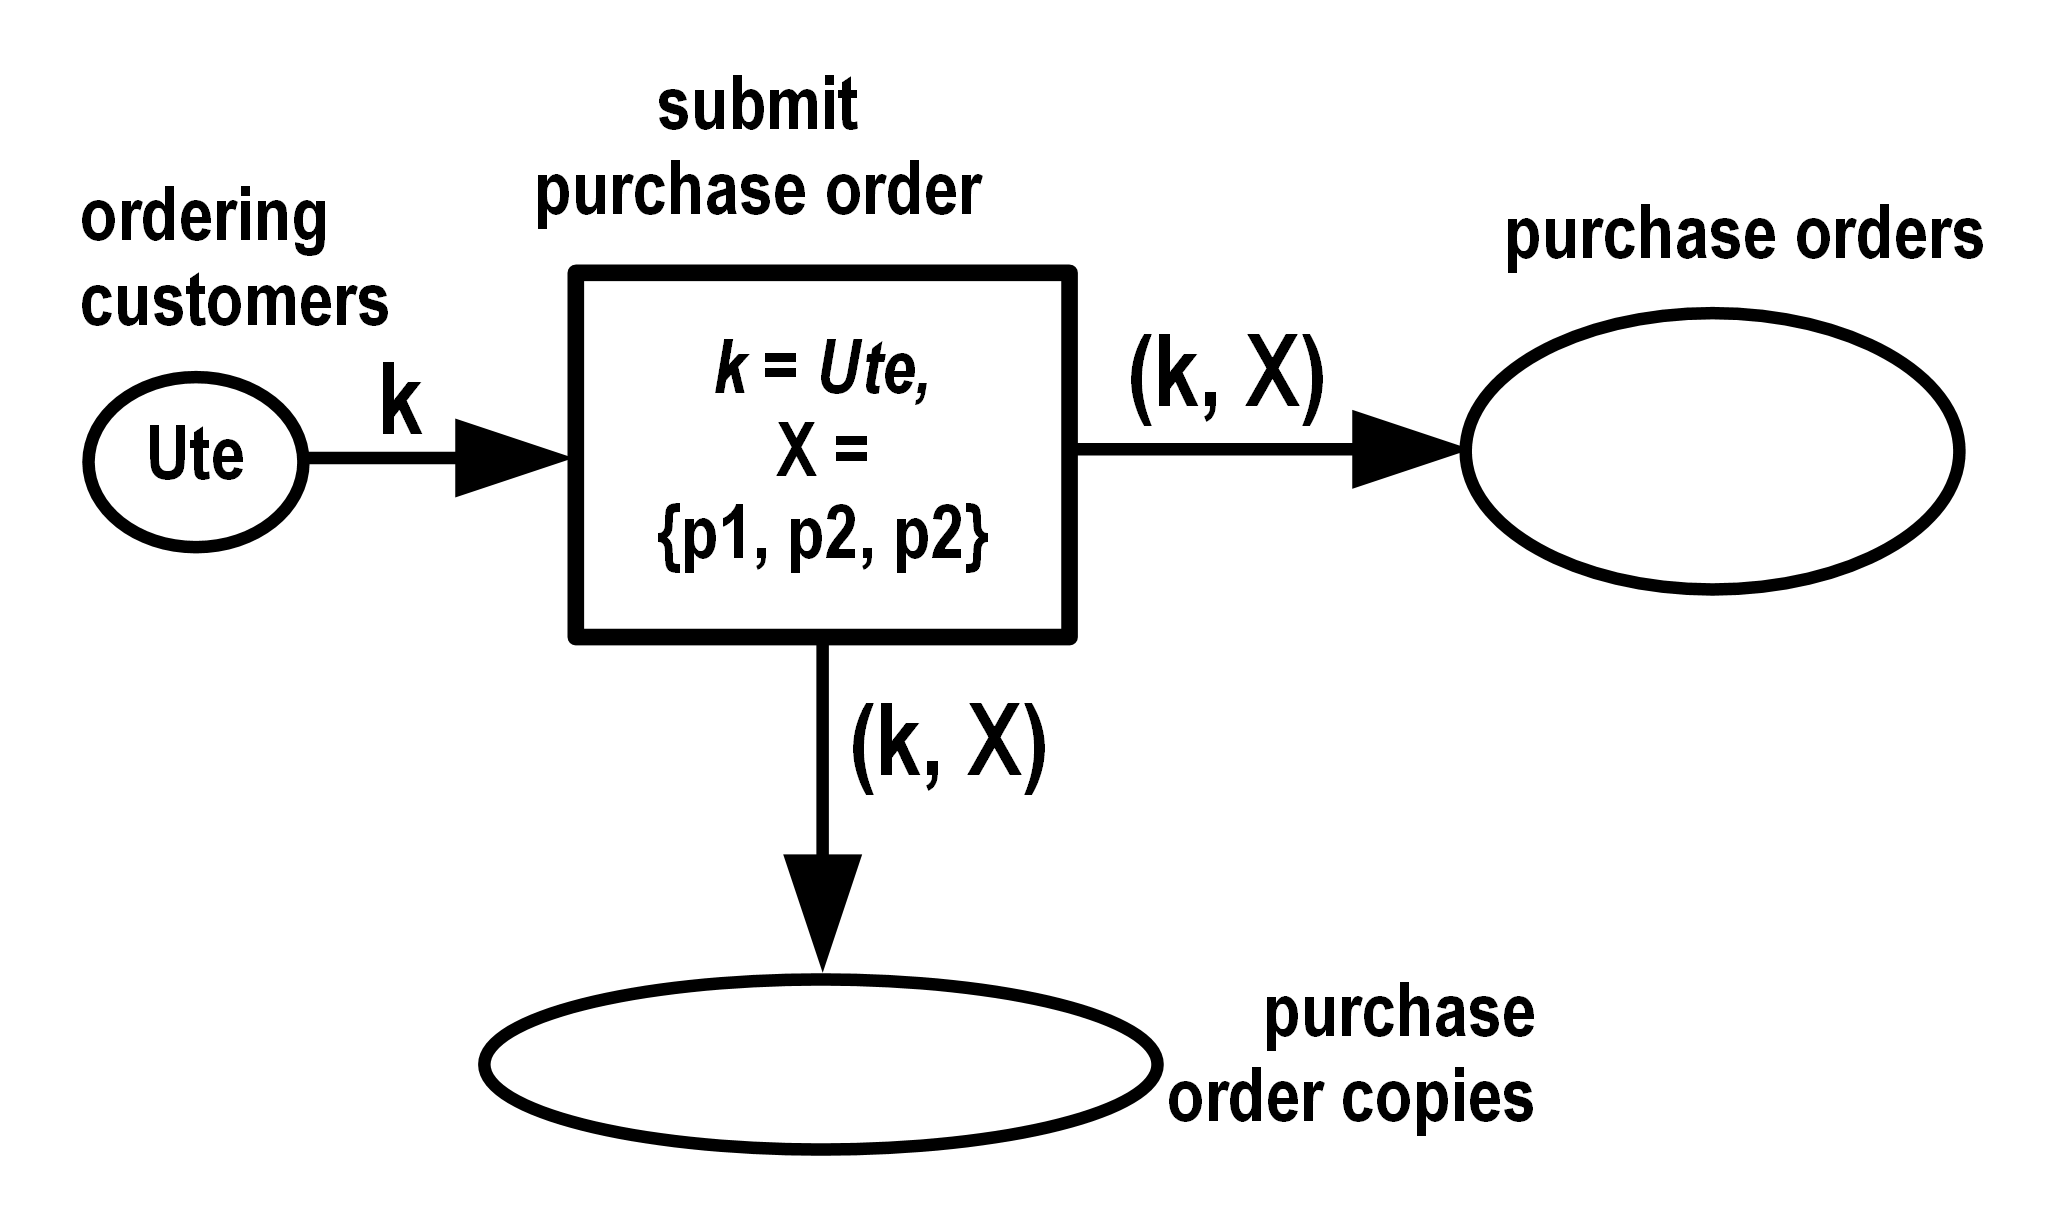 submit
purchase order
ordering
customers
purchase orders
k
Ute
k = Ute,
X =
{p1, p2, p2}
(k, X)
(k, X)
purchase
order copies